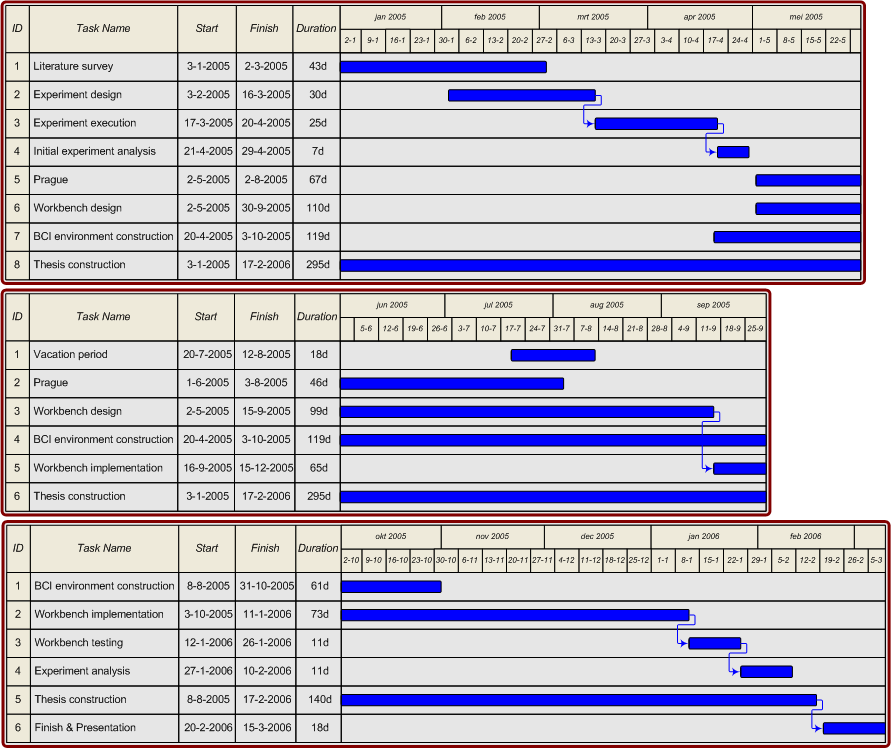 ID Task Name Start Finish Duration jan 2005 feb 2005 mrt 2005 apr 2005 mei 2005
2-1 9-1 16-1 23-1 30-1 6-2 13-2 20-2 27-2 6-3 13-3 20-3 27-3 3-4 10-4 17-4 24-4 1-5 8-5 15-5 22-5
1 Literature survey 3-1-2005 2-3-2005 43d
2 Experiment design 3-2-2005 16-3-2005 30d
3 Experiment execution 17-3-2005 20-4-2005 25d
4 Initial experiment analysis 21-4-2005 29-4-2005 7d
5 Prague 2-5-2005 2-8-2005 67d
6 Workbench design 2-5-2005 30-9-2005 110d
7 BCI environment construction 20-4-2005 3-10-2005 119d
8 Thesis construction 3-1-2005 17-2-2006 295d
ID Task Name Start Finish Duration jun 2005 jul 2005 aug 2005 sep 2005
5-6 12-6 19-6 26-6 3-7 10-7 17-7 24-7 31-7 7-8 14-8 21-8 28-8 4-9 11-9 18-9 25-9
1 Vacation period 20-7-2005 12-8-2005 18d
2 Prague 1-6-2005 3-8-2005 46d
3 Workbench design 2-5-2005 15-9-2005 99d
4 BCI environment construction 20-4-2005 3-10-2005 119d
5 Workbench implementation 16-9-2005 15-12-2005 65d
6 Thesis construction 3-1-2005 17-2-2006 295d
ID Task Name Start Finish Duration okt 2005 nov 2005 dec 2005 jan 2006 feb 2006
2-10 9-10 16-10 23-10 30-10 6-11 13-11 20-11 27-11 4-12 11-12 18-12 25-12 1-1 8-1 15-1 22-1 29-1 5-2 12-2 19-2 26-2 5-3
1 BCI environment construction 8-8-2005 31-10-2005 61d
2 Workbench implementation 3-10-2005 11-1-2006 73d
3 Workbench testing 12-1-2006 26-1-2006 11d
4 Experiment analysis 27-1-2006 10-2-2006 11d
5 Thesis construction 8-8-2005 17-2-2006 140d
6 Finish & Presentation 20-2-2006 15-3-2006 18d